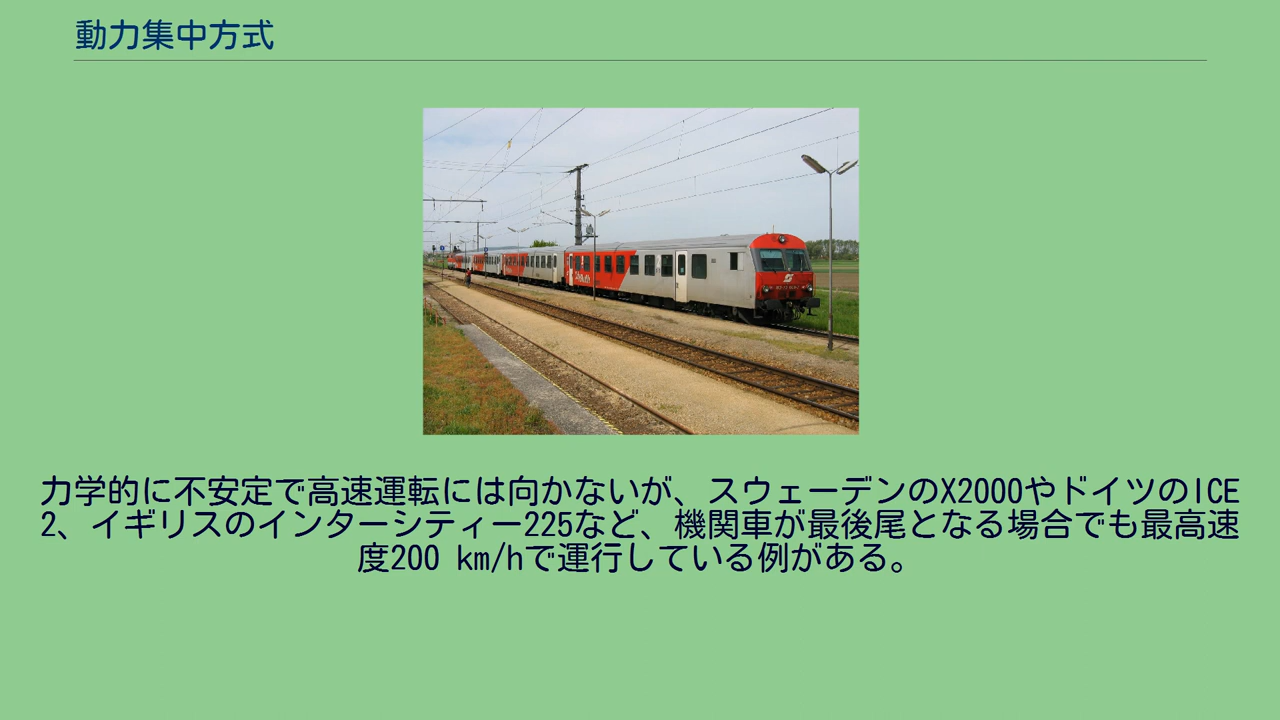 動力集中方式
力学的に不安定で高速運転には向かないが、スウェーデンのX2000やドイツのICE
2、イギリスのインターシティー225など、機関車が最後尾となる場合でも最高速
度200 km/hで運行している例がある。